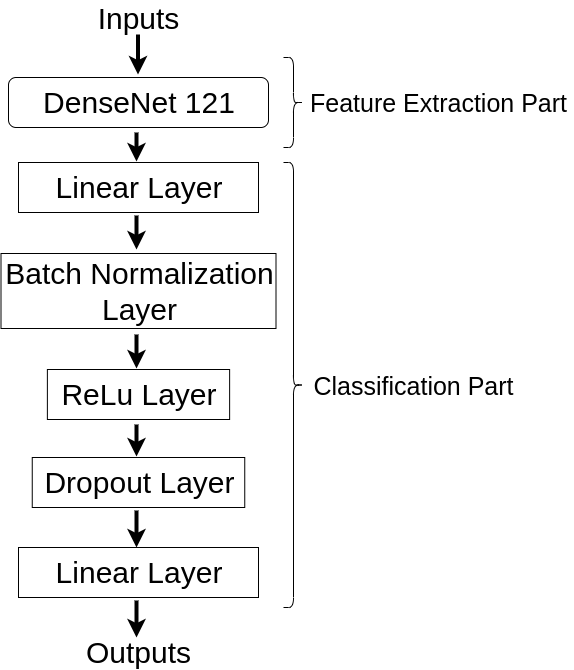 Inputs
DenseNet 121
Feature Extraction Part
Linear Layer
Batch Normalization
Layer
ReLu Layer
Classification Part
Dropout Layer
Linear Layer
Outputs